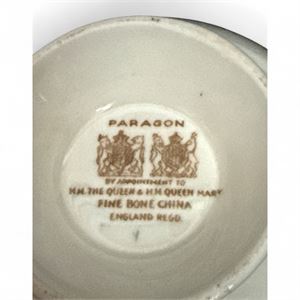 PARAGON
BY APPOINTMENT TO
H.M. THE QUEEN & H.M. QUEEN MARY
FINE BONE CHINA
ENGLAND REGD.